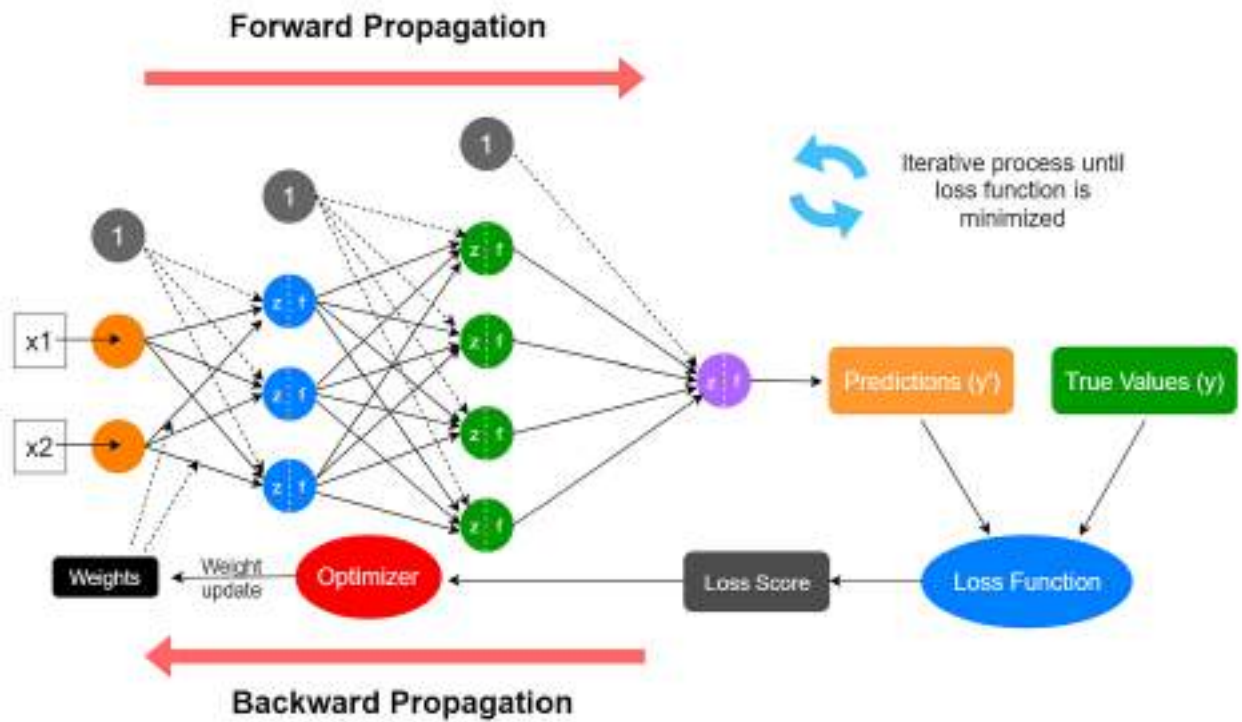 Forward Propagation
1
1
1
Iterative process until
loss function is
minimized
z f
z f
z f
z f
z f
z f
z f
z f
x1
x2
Predictions (y')
True Values (y)
Weights
Weight
update
Optimizer
Loss Score
Loss Function
Backward Propagation